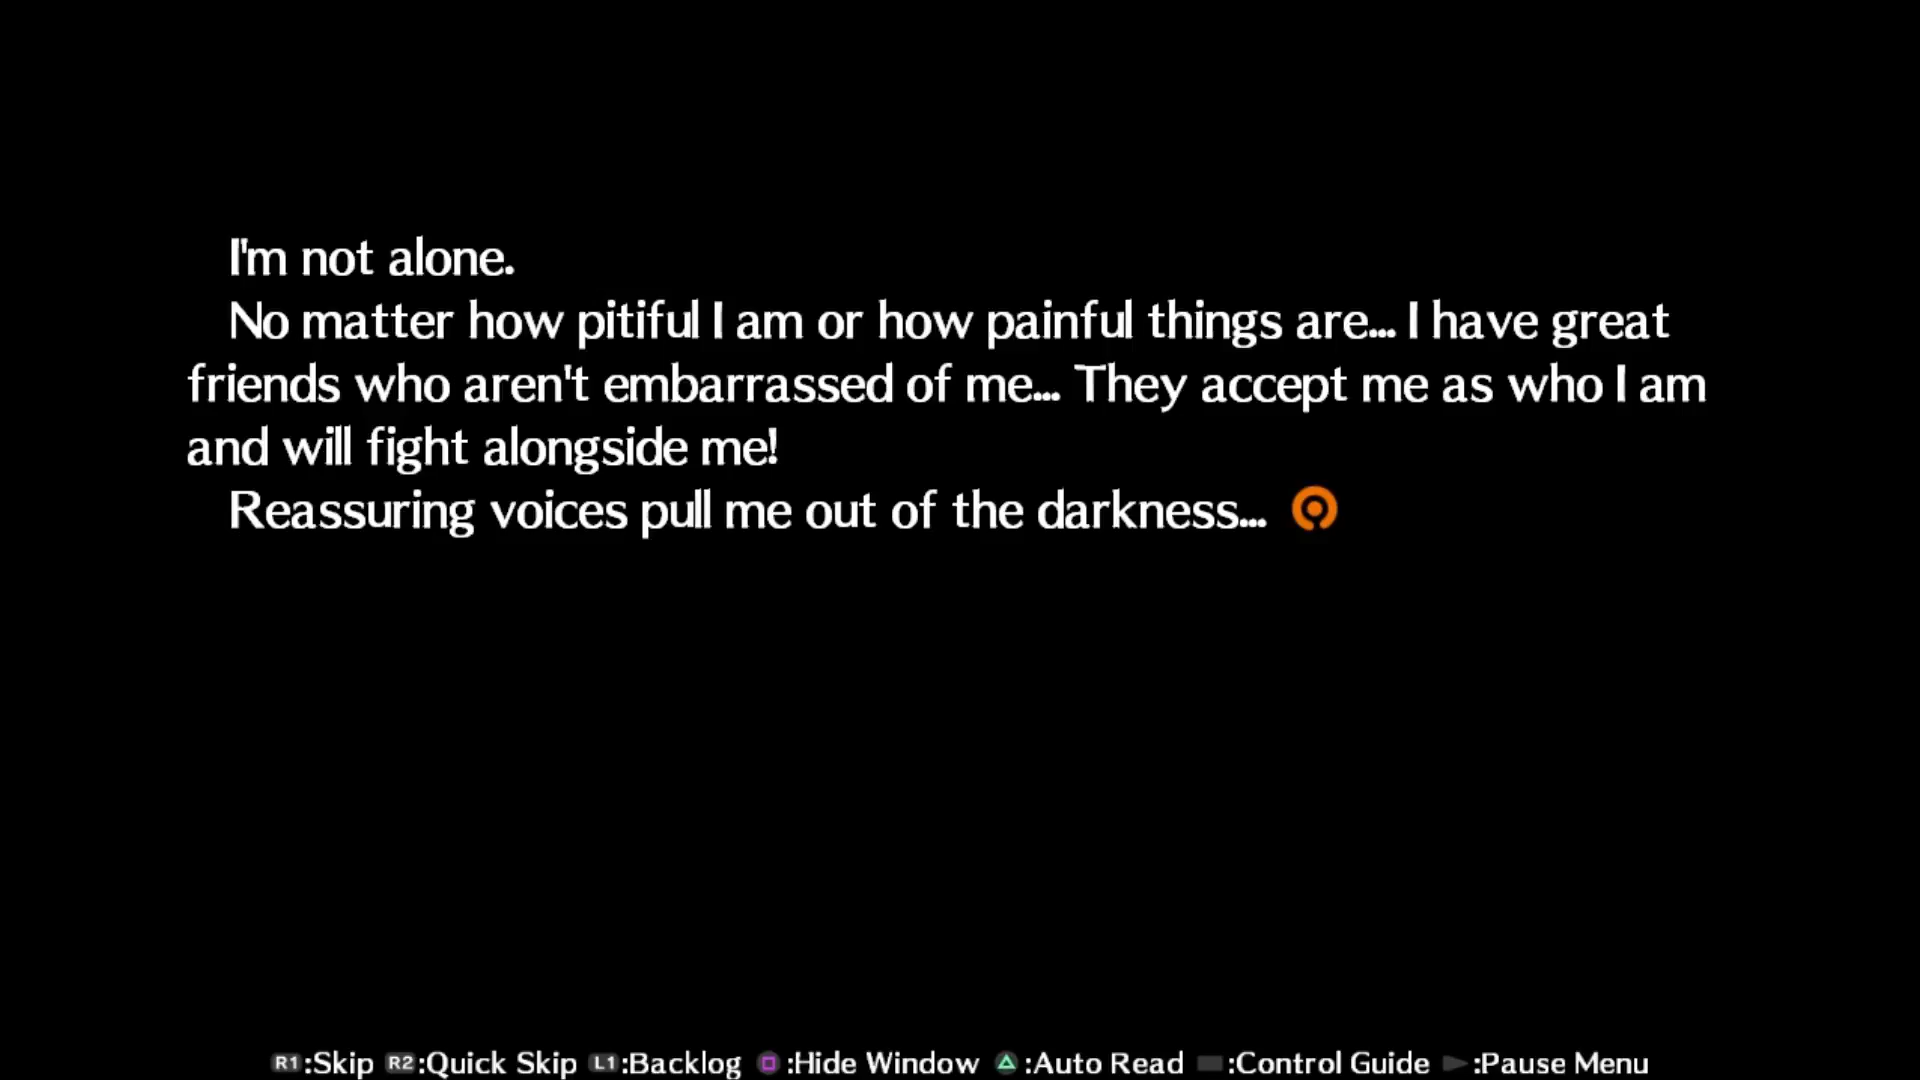 I'm not alone.
No matter how pitiful I am or how painful things are... I have great
friends who aren't embarrassed of me... They accept me as who I am
and will fight alongside me!
Reassuring voices pull me out of the darkness...
R1:Skip R2:Quick Skip L1:Backlog :Hide Window :Auto Read :Control Guide :Pause Menu